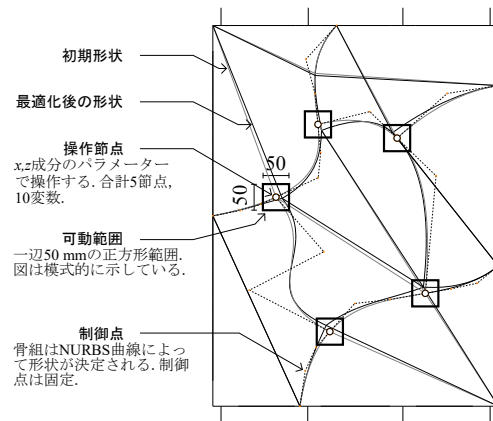 初期形状
最適化後の形状
操作節点
x,z成分のパラメーター
で操作する. 合計5節点,
10変数.
50
50
可動範囲
一辺50 mmの正方形範囲.
図は模式的に示している.
制御点
骨組はNURBS曲線によっ
て形状が決定される. 制御
点は固定.